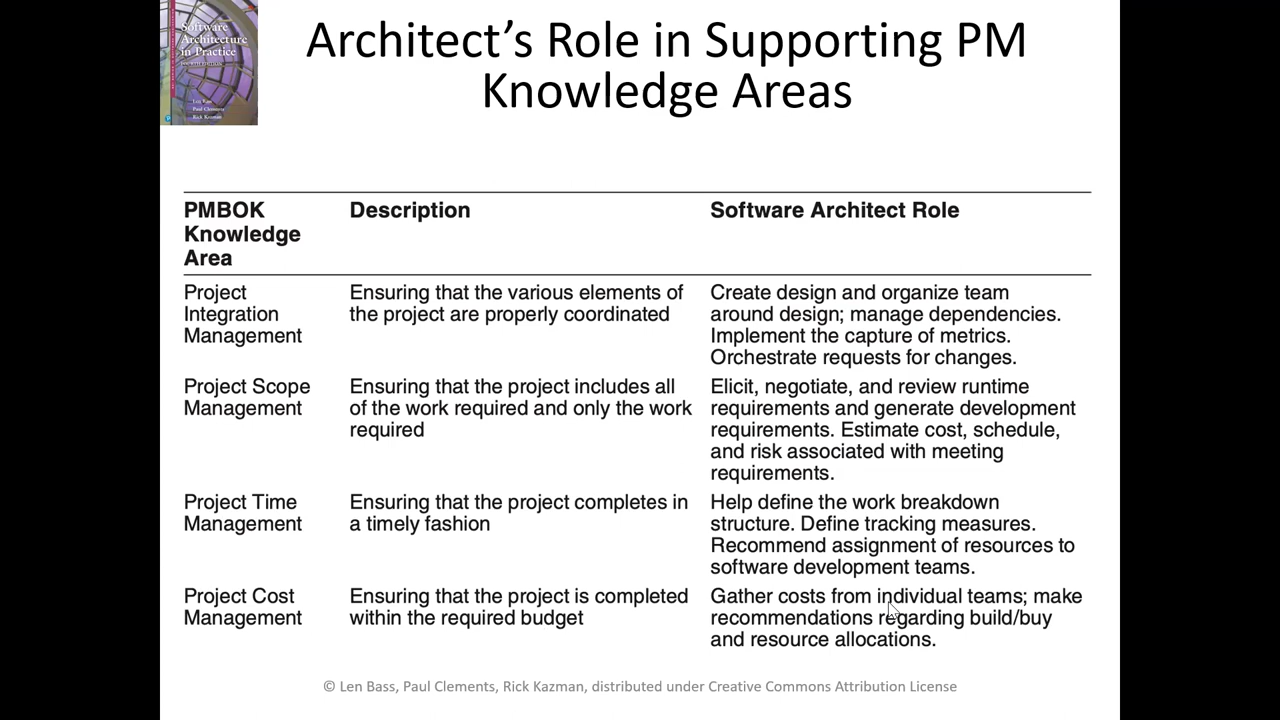 Software
Architecture
in Practice
FOURTH EDITION
Len Bass
Paul Clements
Rick Kazman
Architect’s Role in Supporting PM
Knowledge Areas
PMBOK
Knowledge
Area
Description
Software Architect Role
Project
Integration
Management
Ensuring that the various elements of
the project are properly coordinated
Create design and organize team
around design; manage dependencies.
Implement the capture of metrics.
Orchestrate requests for changes.
Project Scope
Management
Ensuring that the project includes all
of the work required and only the work
required
Elicit, negotiate, and review runtime
requirements and generate development
requirements. Estimate cost, schedule,
and risk associated with meeting
requirements.
Project Time
Management
Ensuring that the project completes in
a timely fashion
Help define the work breakdown
structure. Define tracking measures.
Recommend assignment of resources to
software development teams.
Project Cost
Management
Ensuring that the project is completed
within the required budget
Gather costs from individual teams; make
recommendations regarding build/buy
and resource allocations.
© Len Bass, Paul Clements, Rick Kazman, distributed under Creative Commons Attribution License